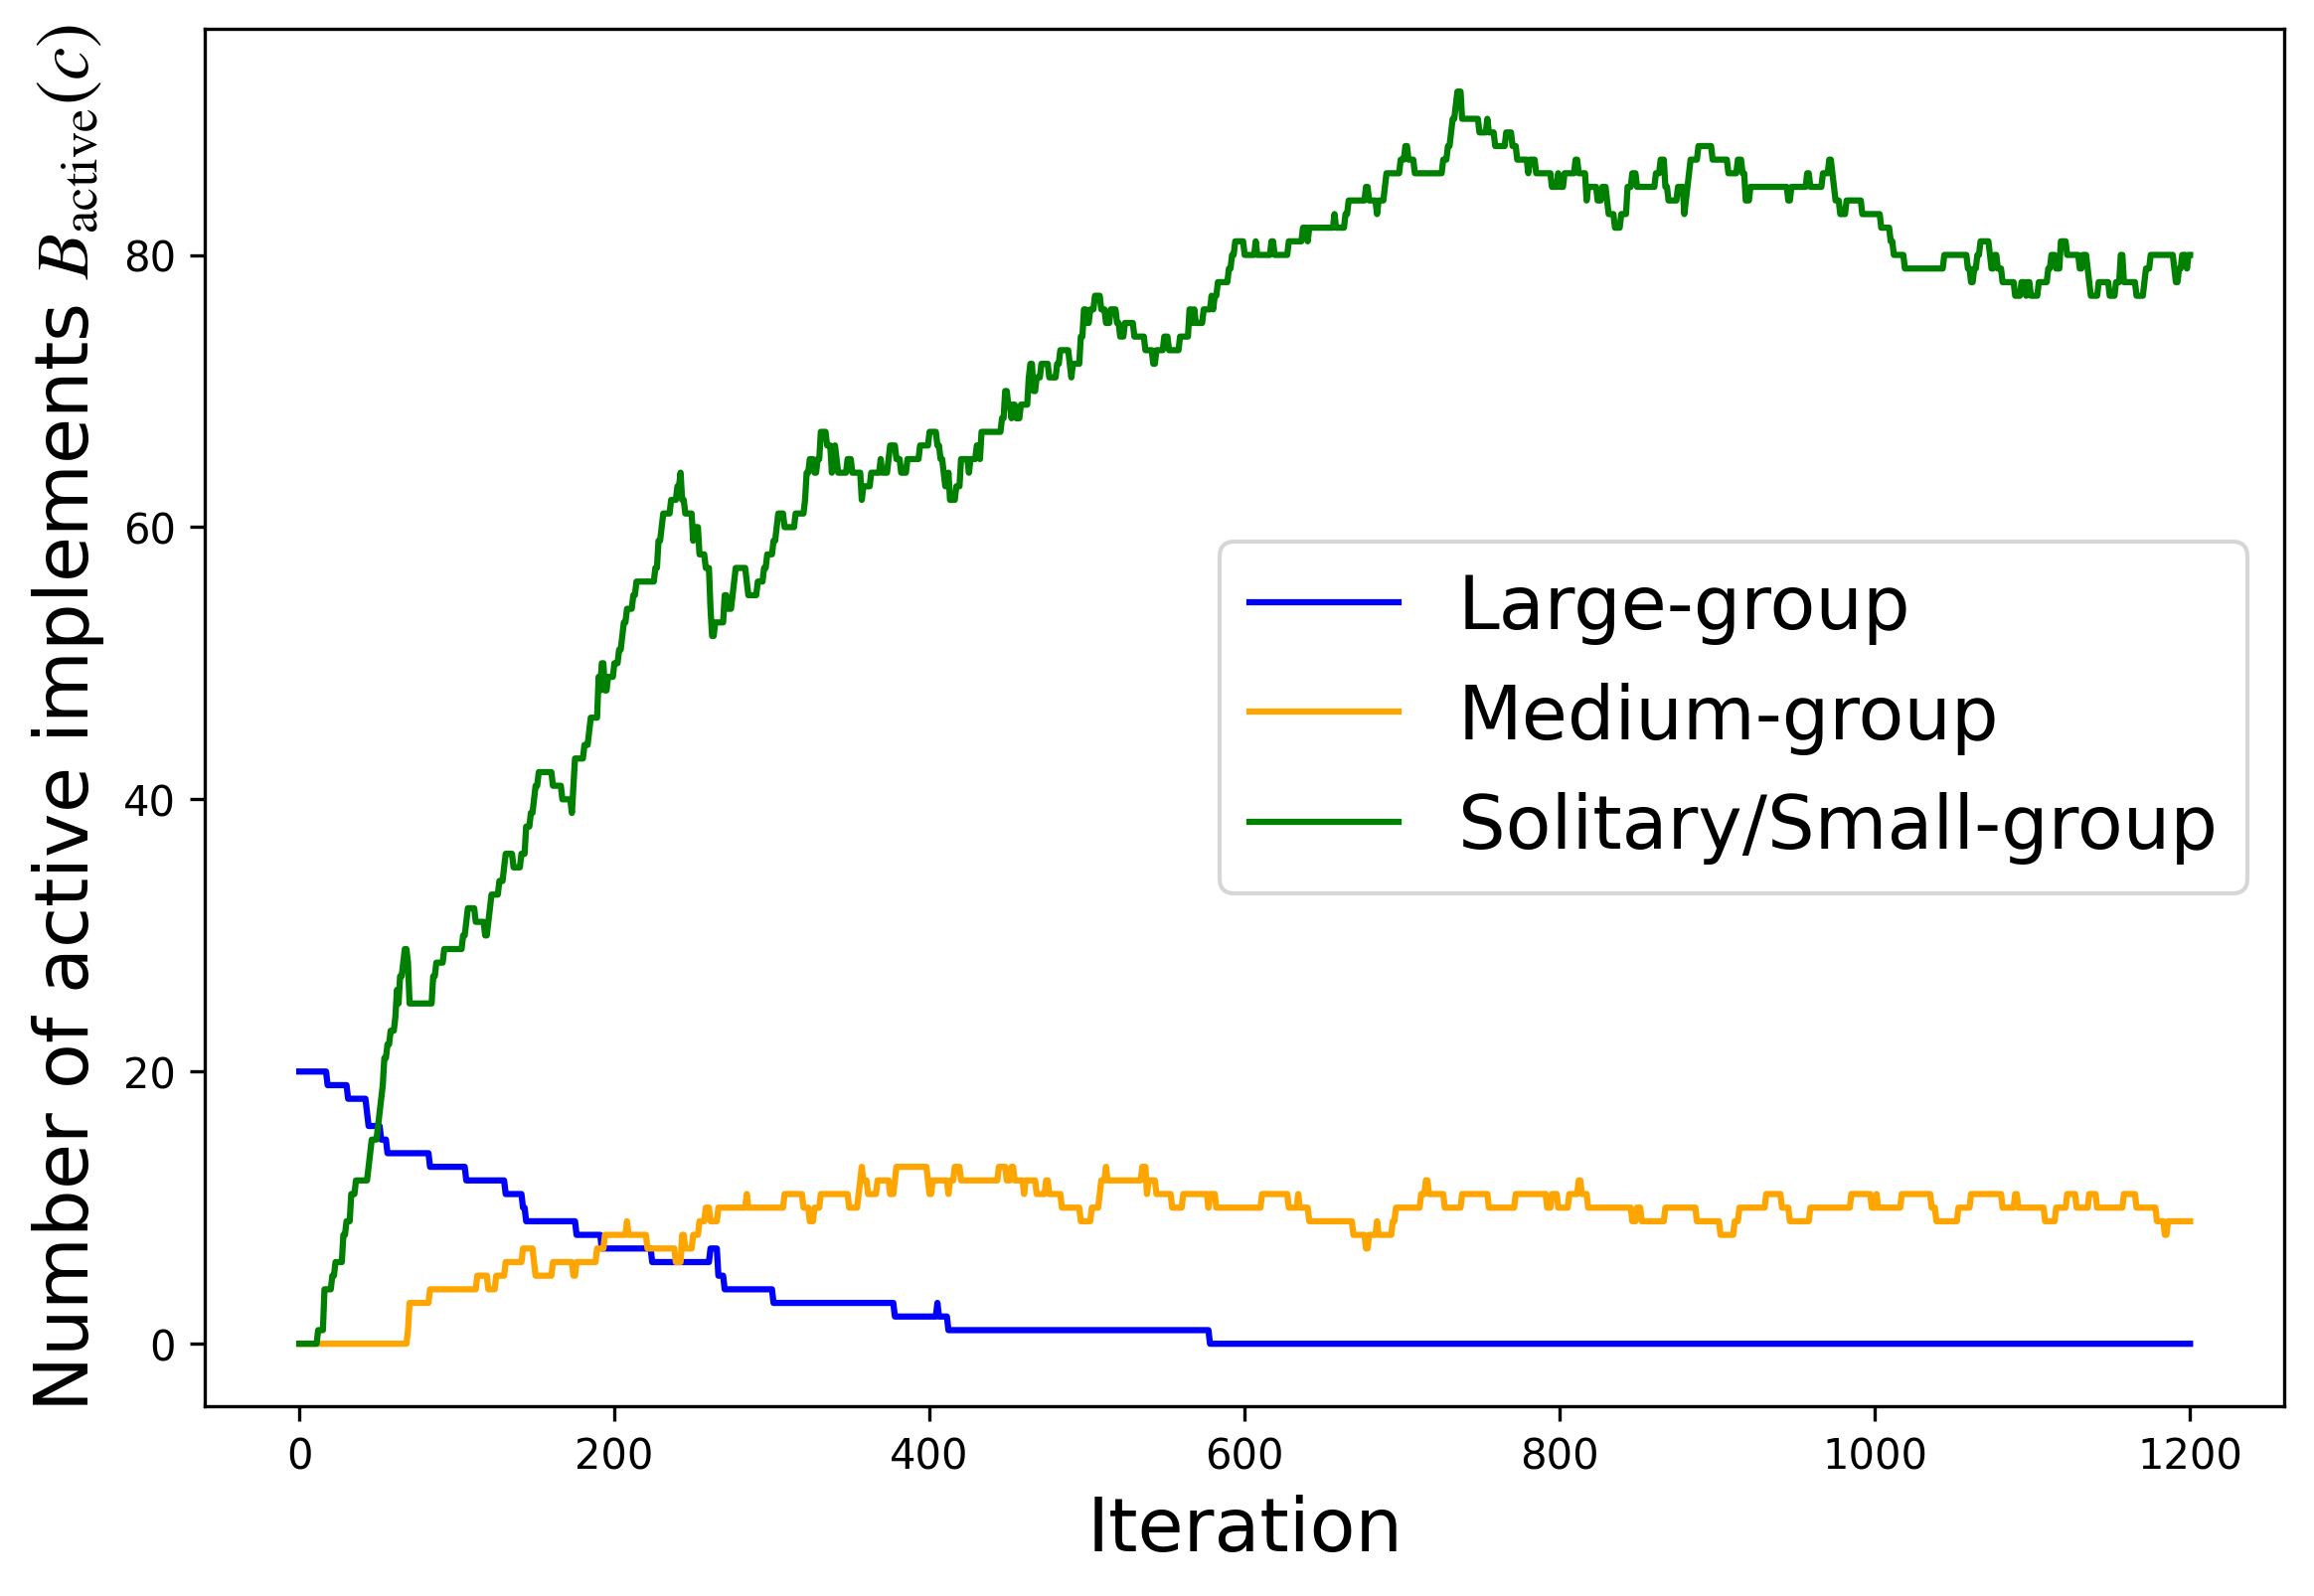 Number of active implements B_active(c)
80
60
40
20
0
0 200 400 600 800 1000 1200
Iteration
Large-group
Medium-group
Solitary/Small-group